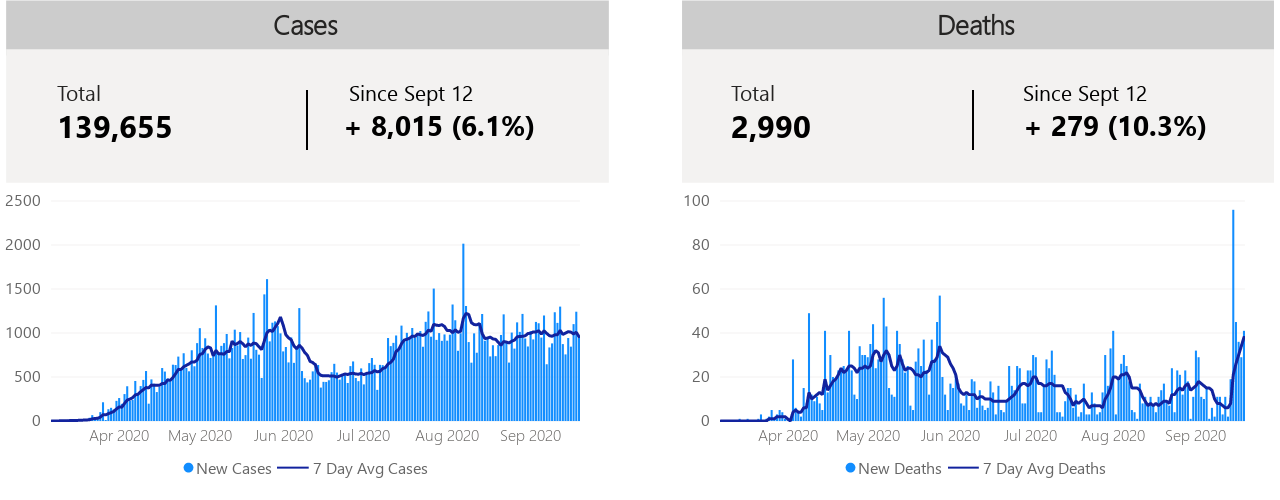 Cases
Total
Since Sept 12
139,655
+ 8,015 (6.1%)
2500
2000
1500
1000
500
0
Apr 2020 May 2020 Jun 2020 Jul 2020 Aug 2020 Sep 2020
New Cases 7 Day Avg Cases
Deaths
Total
Since Sept 12
2,990
+ 279 (10.3%)
100
80
60
40
20
0
Apr 2020 May 2020 Jun 2020 Jul 2020 Aug 2020 Sep 2020
New Deaths 7 Day Avg Deaths